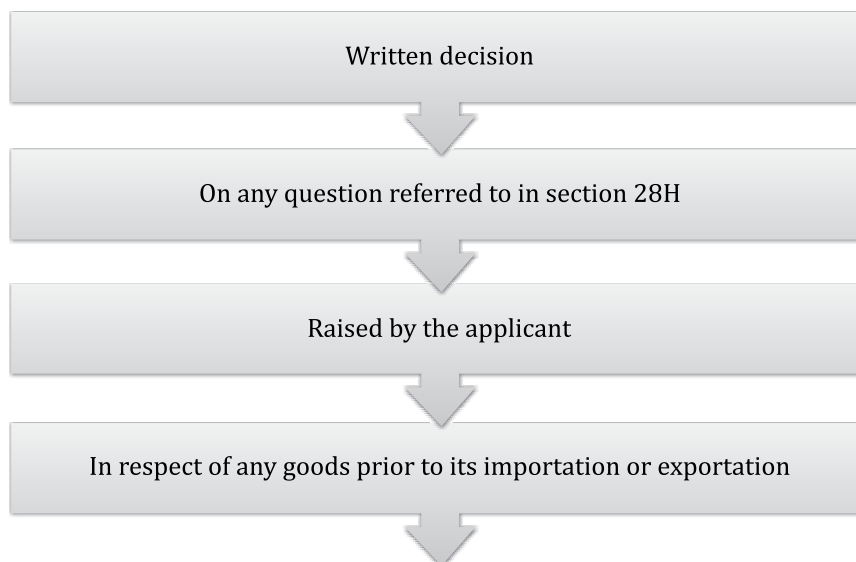 Written decision
On any question referred to in section 28H
Raised by the applicant
In respect of any goods prior to its importation or exportation